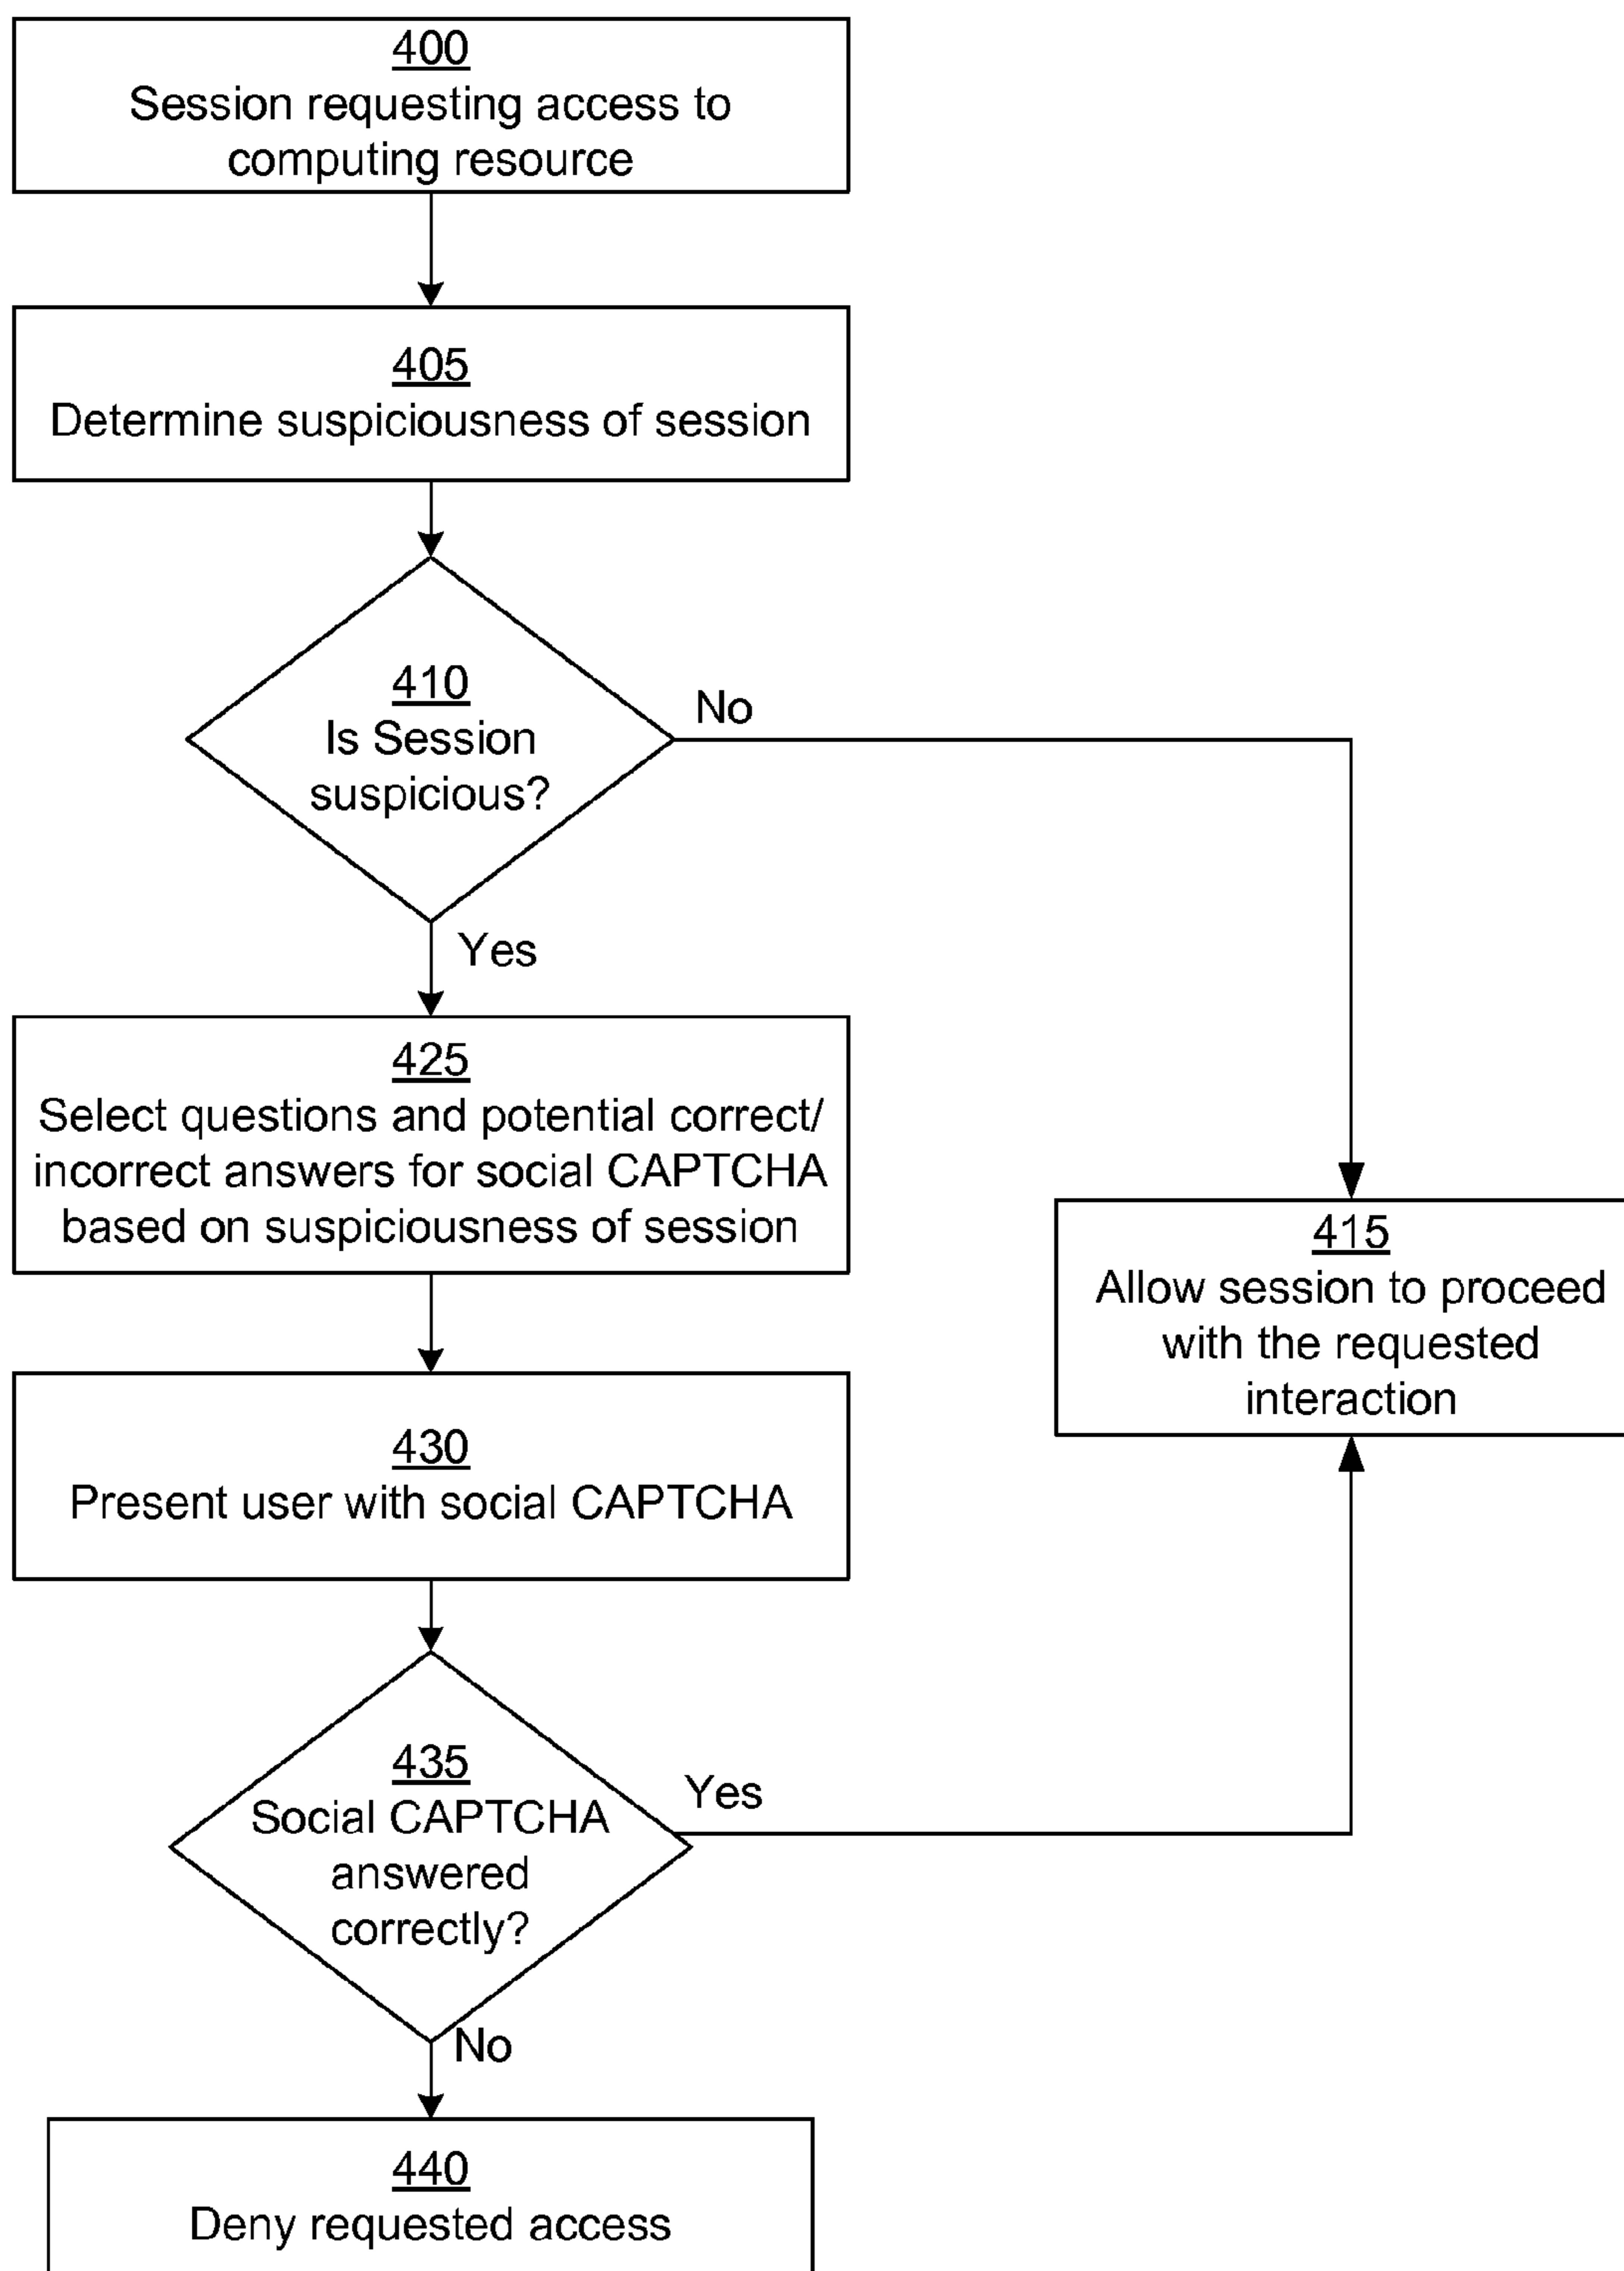 400
Session requesting access to
computing resource
405
Determine suspiciousness of session
410
Is Session
suspicious?
No
Yes
425
Select questions and potential correct/
incorrect answers for social CAPTCHA
based on suspiciousness of session
415
Allow session to proceed
with the requested
interaction
430
Present user with social CAPTCHA
435
Social CAPTCHA
answered
correctly?
Yes
No
440
Deny requested access